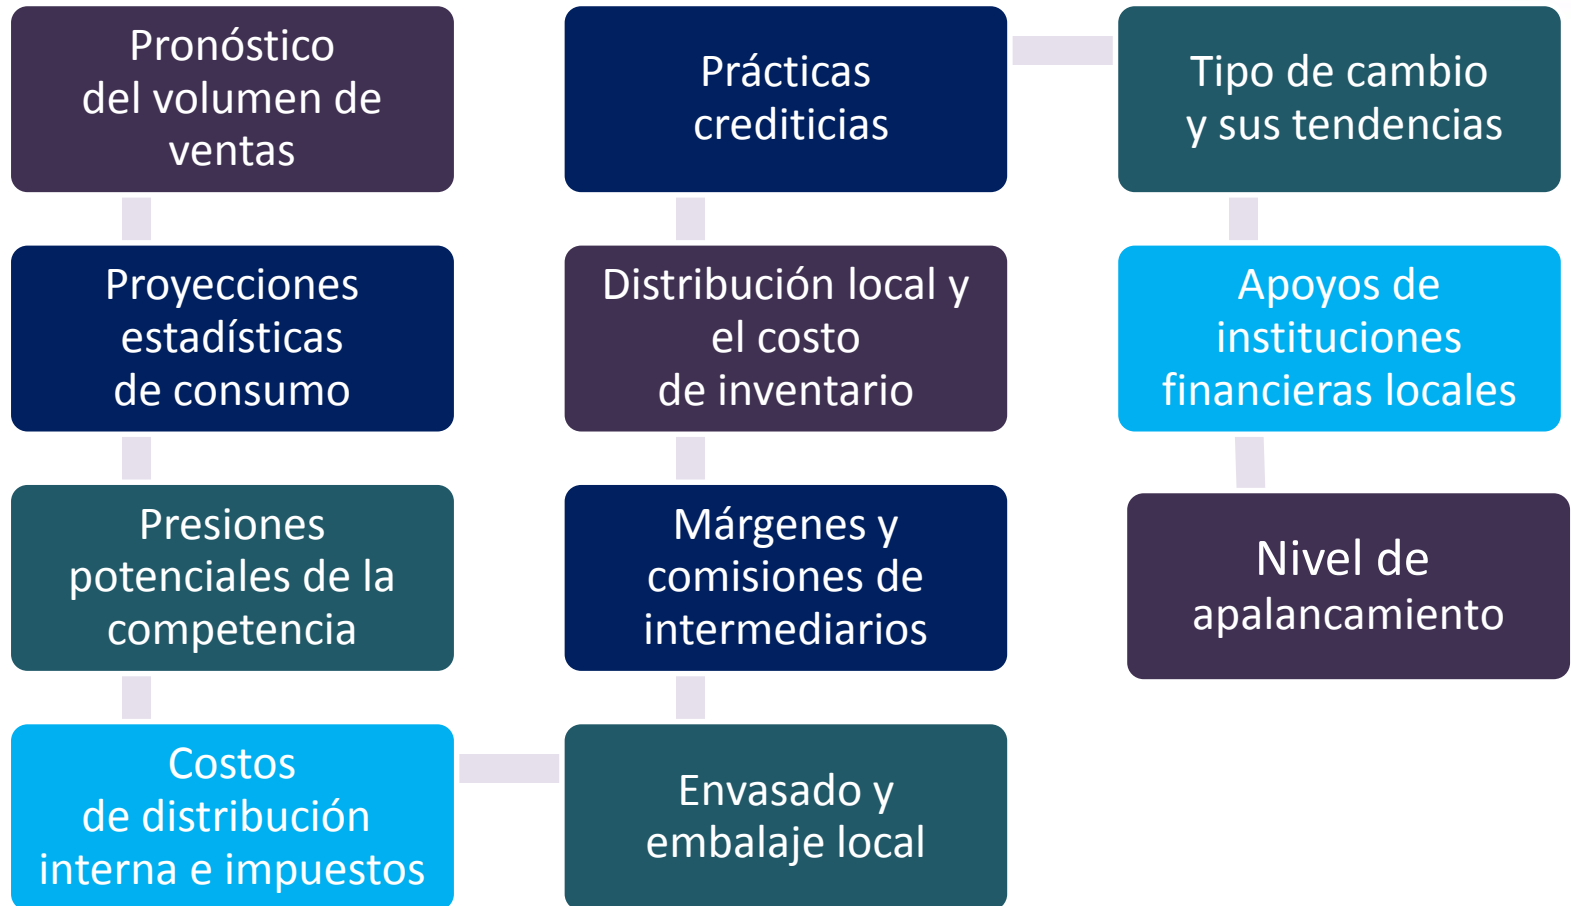 Pronóstico
del volumen de
ventas
Proyecciones
estadísticas
de consumo
Presiones
potenciales de la
competencia
Costos
de distribución
interna e impuestos
Envasado y
embalaje local
Márgenes y
comisiones de
intermediarios
Distribución local y
el costo
de inventario
Prácticas
crediticias
Tipo de cambio
y sus tendencias
Apoyos de
instituciones
financieras locales
Nivel de
apalancamiento